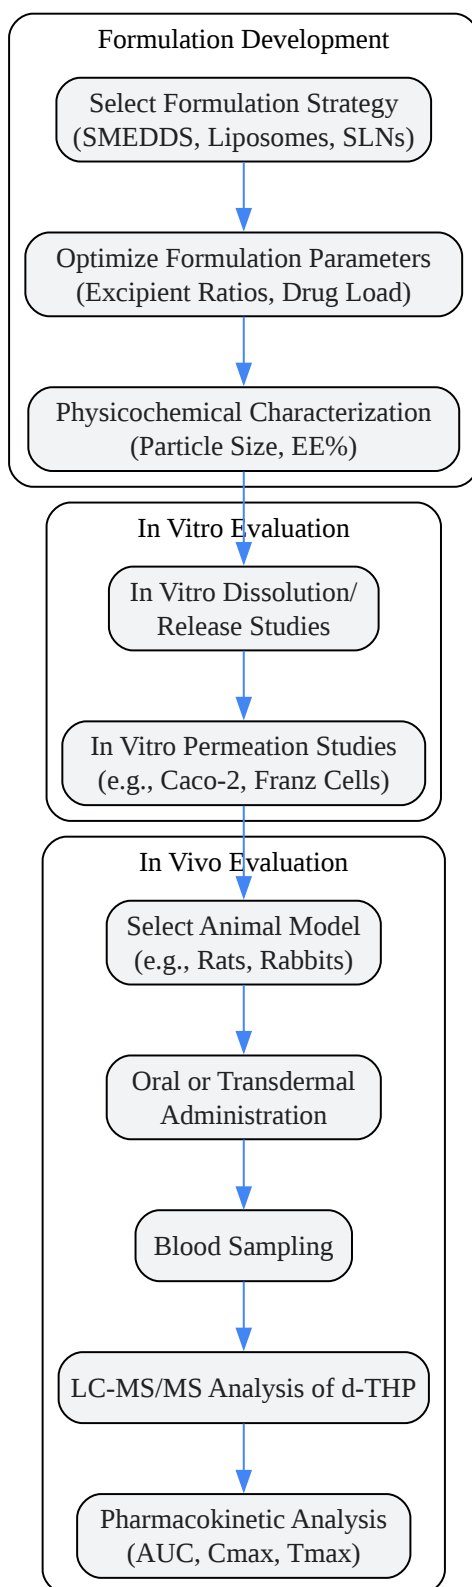 Formulation Development
Select Formulation Strategy
(SMEDDS, Liposomes, SLNs)
Optimize Formulation Parameters
(Excipient Ratios, Drug Load)
Physicochemical Characterization
(Particle Size, EE%)
In Vitro Evaluation
In Vitro Dissolution/
Release Studies
In Vitro Permeation Studies
(e.g., Caco-2, Franz Cells)
In Vivo Evaluation
Select Animal Model
(e.g., Rats, Rabbits)
Oral or Transdermal
Administration
Blood Sampling
LC-MS/MS Analysis of d-THP
Pharmacokinetic Analysis
(AUC, Cmax, Tmax)